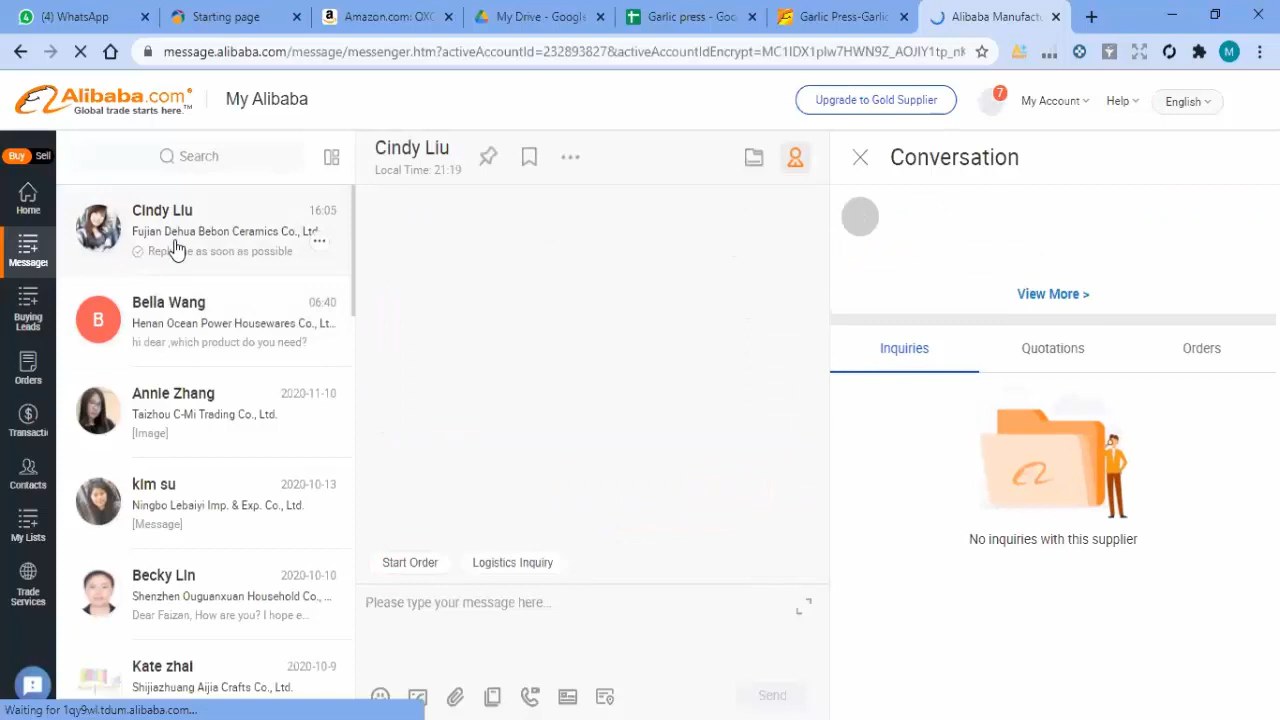 (4) WhatsApp
Starting page
Amazon.com: OXO
My Drive - Google
Garlic press - Goo
Garlic Press-Garlic
Alibaba Manufact
message.alibaba.com/message/messenger.htm?activeAccountId=232893827&activeAccountIdEncrypt=
M
Alibaba.com
Global trade starts here.
My Alibaba
Upgrade to Gold Supplier
7
My Account
Help
English
Buy Sell
Home
Messages
Buying
Leads
Orders
Transacti
Contacts
My Lists
Trade
Services
Search
Cindy Liu 16:05
Fujian Dehua Bebon Ceramics Co., Ltd.
as soon as possible
Bella Wang 06:40
B
Henan Ocean Power Housewares Co., Lt...
hi dear ,which product do you need?
Annie Zhang 2020-11-10
Taizhou C-Mi Trading Co., Ltd.
[Image]
kim su 2020-10-13
Ningbo Lebaiyi Imp. & Exp. Co., Ltd.
[Message]
Becky Lin 2020-10-10
Shenzhen Ouguanxuan Household Co., ...
Dear Faizan, How are you? I hope e...
Kate zhai 2020-10-9
Shijiazhuang Aijia Crafts Co., Ltd.
Cindy Liu
Local Time: 21:19
Start Order Logistics Inquiry
Please type your message here...
Send
Conversation
View More >
Inquiries Quotations Orders
No inquiries with this supplier
Waiting for 1qy9wl.tdum.alibaba.com...